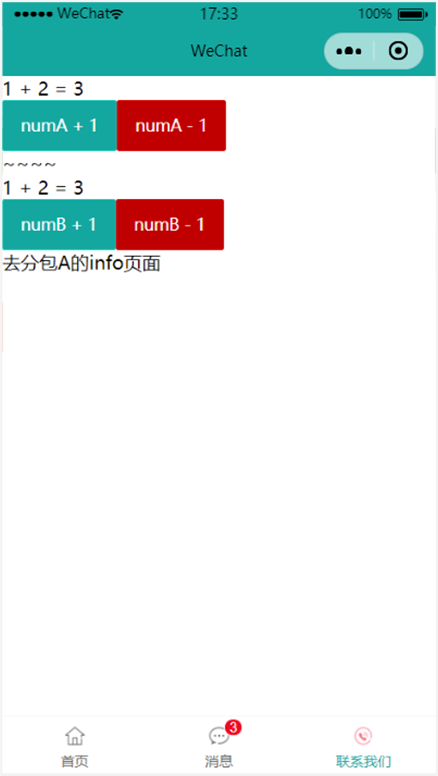 WeChat 17:33 100%
WeChat
1 + 2 = 3
numA + 1 numA - 1
~~~~
1 + 2 = 3
numB + 1 numB - 1
去分包A的info页面
3
首页 消息 联系我们